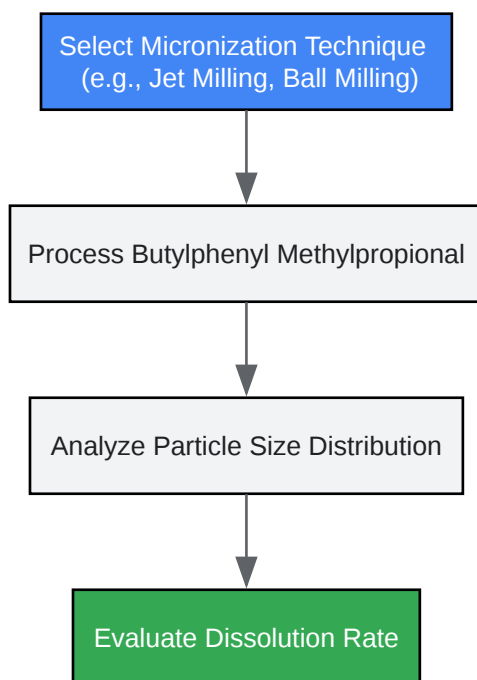 Select Micronization Technique
(e.g., Jet Milling, Ball Milling)
Process Butylphenyl Methylpropional
Analyze Particle Size Distribution
Evaluate Dissolution Rate